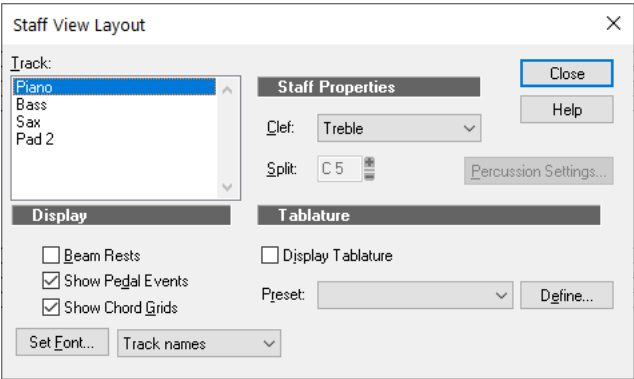 Staff View Layout
Track:
Piano
Bass
Sax
Pad 2
Staff Properties
Clef: Treble
Split: C 5
Close
Help
Percussion Settings...
Display
Beam Rests
Show Pedal Events
Show Chord Grids
Set Font... Track names
Tablature
Display Tablature
Preset: Define...